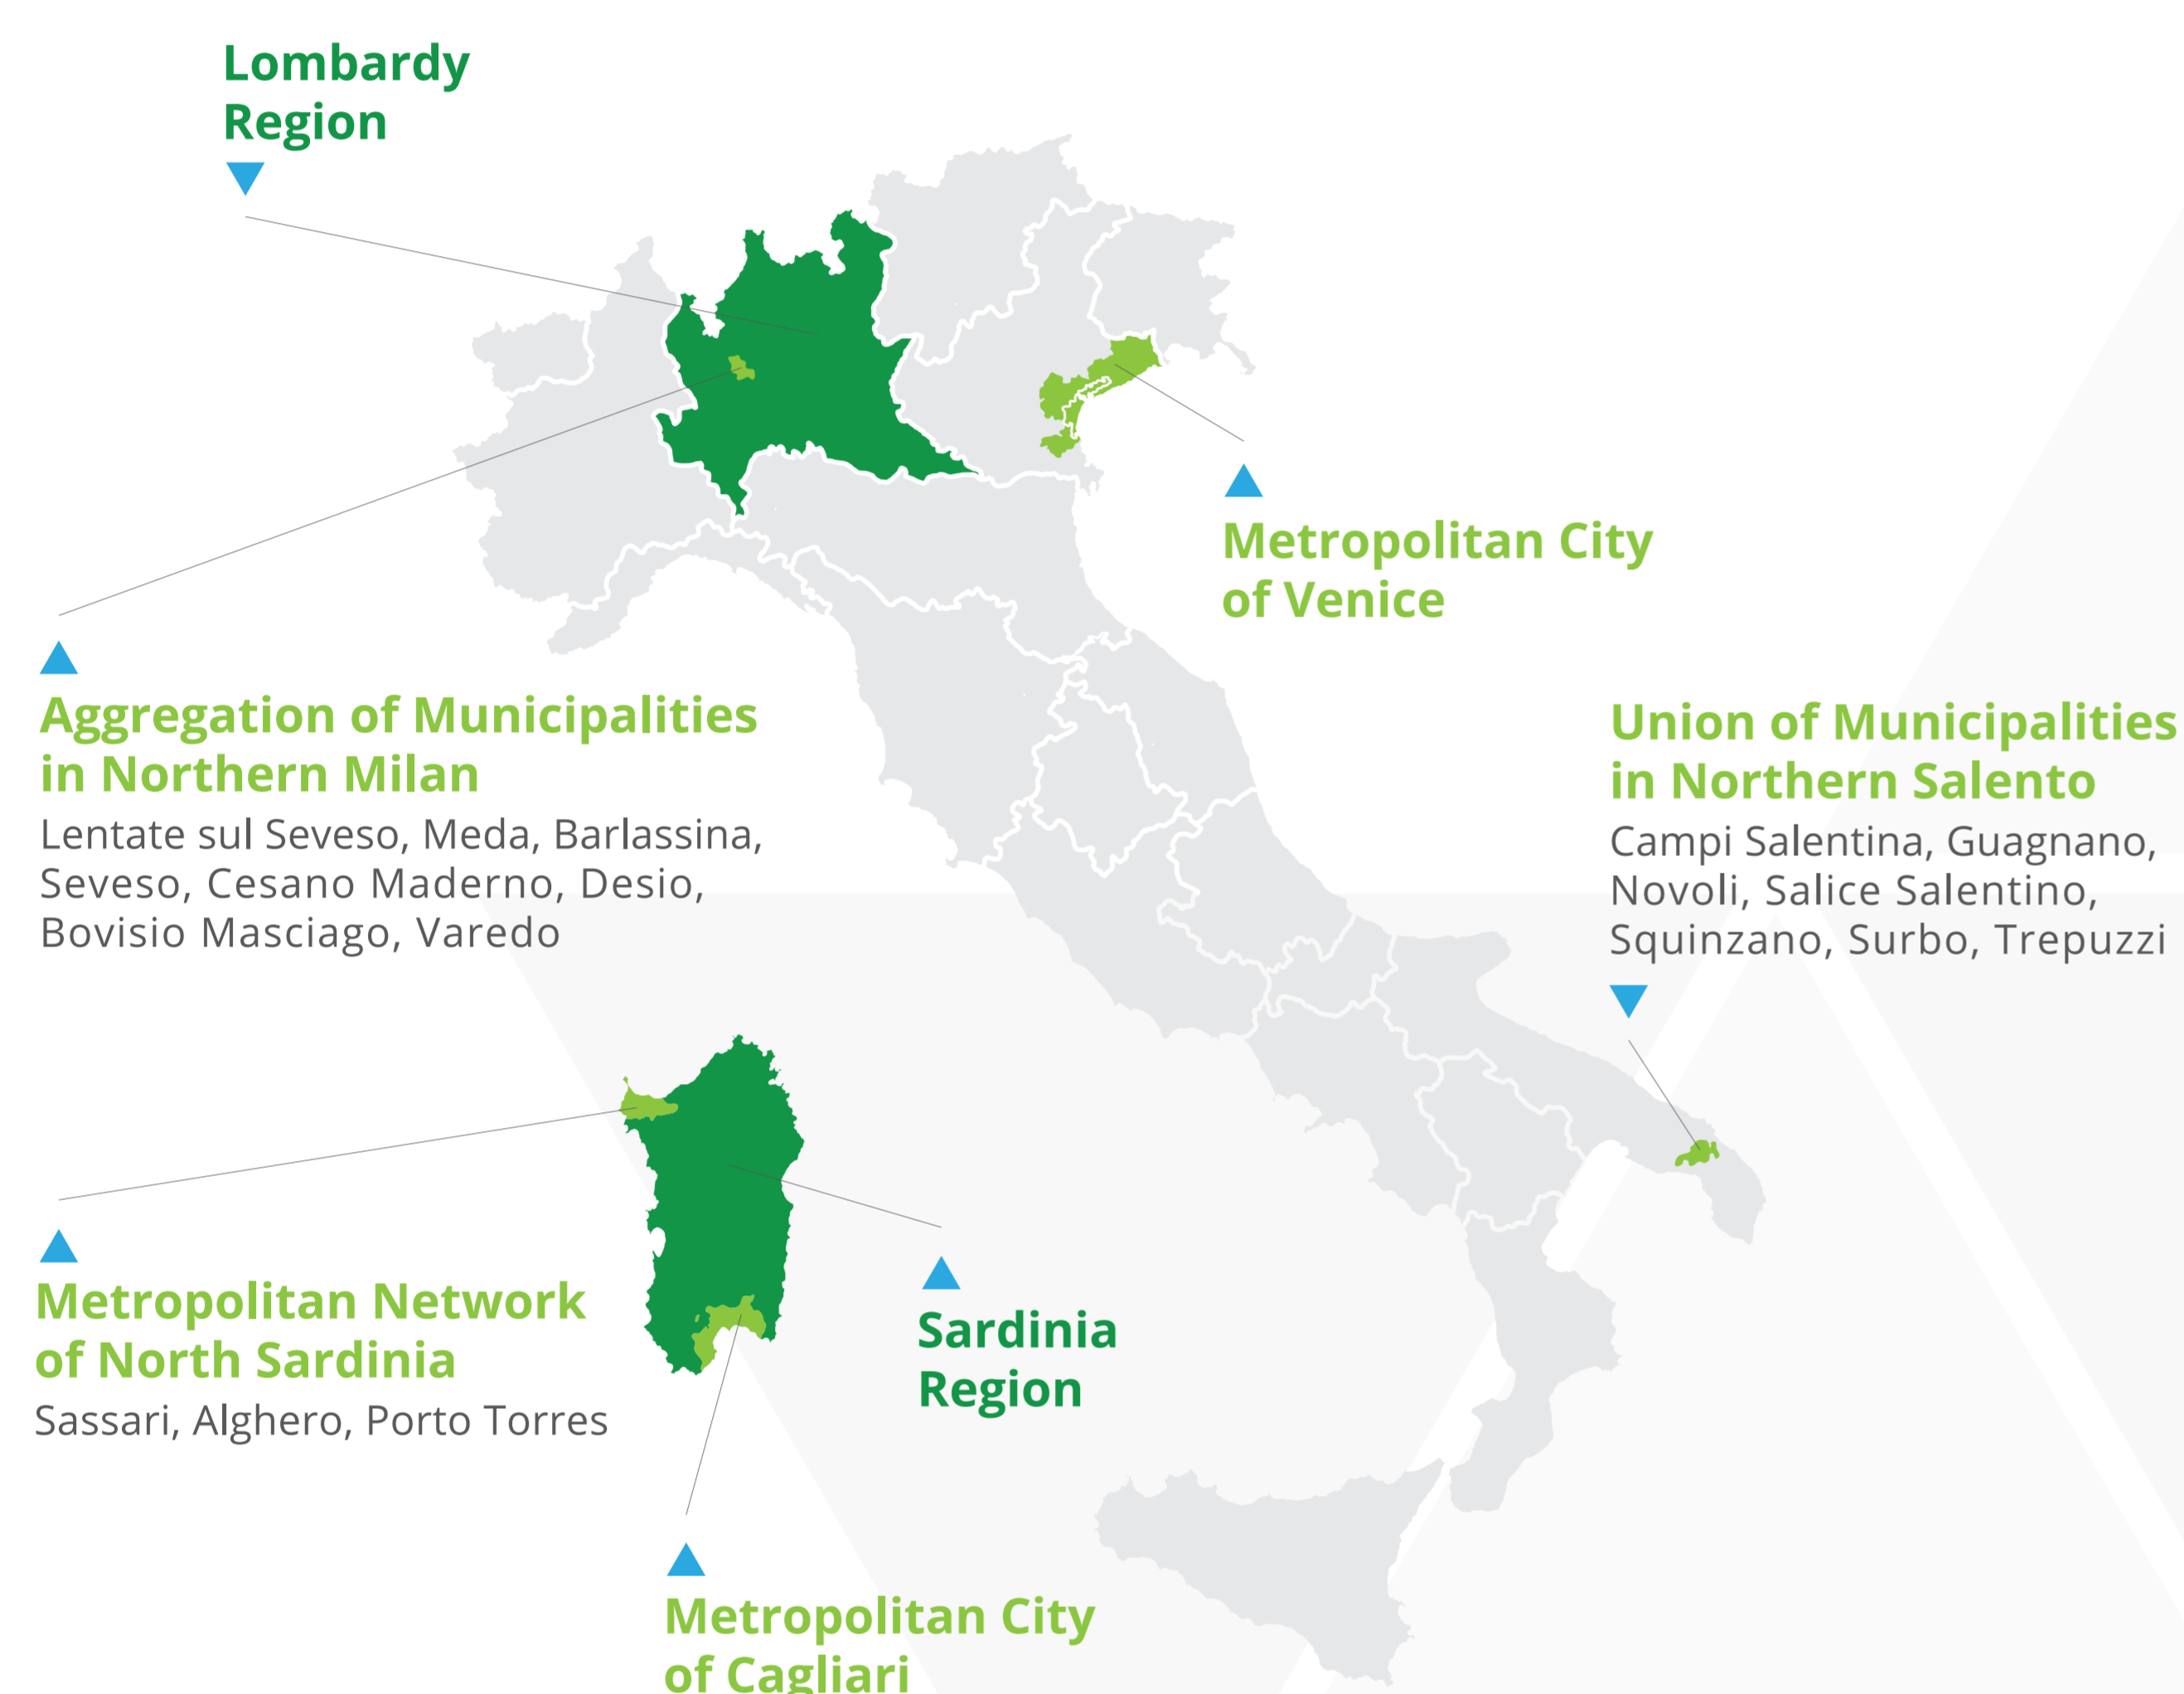 Lombardy
Region
Metropolitan City
of Venice
Aggregation of Municipalities
in Northern Milan
Lentate sul Seveso, Meda, Barlassina,
Seveso, Cesano Maderno, Desio,
Bovisio Masciago, Varedo
Union of Municipalities
in Northern Salento
Campi Salentina, Guagnano,
Novoli, Salice Salentino,
Squinzano, Surbo, Trepuzzi
Metropolitan Network
of North Sardinia
Sassari, Alghero, Porto Torres
Sardinia
Region
Metropolitan City
of Cagliari